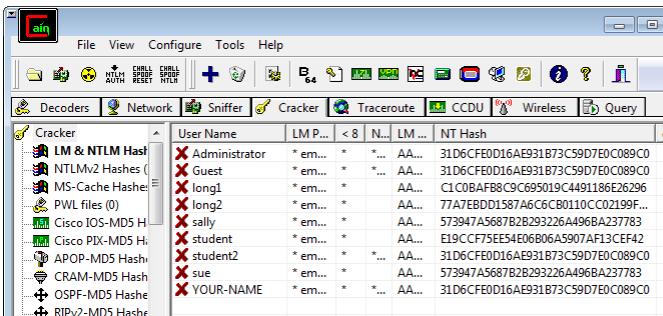 Cain
File View Configure Tools Help
NTLM AUTH CHALL SPOOF RESET CHALL SPOOF NTLM B64
Decoders Network Sniffer Cracker Traceroute CCDU Wireless Query
Cracker
LM & NTLM Hash
NTLMv2 Hashes (
MS-Cache Hashes
PWL files (0)
Cisco IOS-MD5 H
Cisco PIX-MD5 Ha
APOP-MD5 Hashe
CRAM-MD5 Hashe
OSPF-MD5 Hashe
RIPv2-MD5 Hashe
User Name LM P... < 8 N... LM ... NT Hash
Administrator * em... * *... AA... 31D6CFE0D16AE931B73C59D7E0C089C0
Guest * em... * *... AA... 31D6CFE0D16AE931B73C59D7E0C089C0
long1 * em... * AA... C1C0BAFB8C9C695019C4491186E26296
long2 * em... * AA... 77A7EBDD1587A6C6CB0110CC02199F...
sally * em... * AA... 573947A5687B2B293226A496BA237783
student * em... * AA... E19CCF75EE54E06B06A5907AF13CEF42
student2 * em... * *... AA... 31D6CFE0D16AE931B73C59D7E0C089C0
sue * em... * AA... 573947A5687B2B293226A496BA237783
YOUR-NAME * em... * *... AA... 31D6CFE0D16AE931B73C59D7E0C089C0